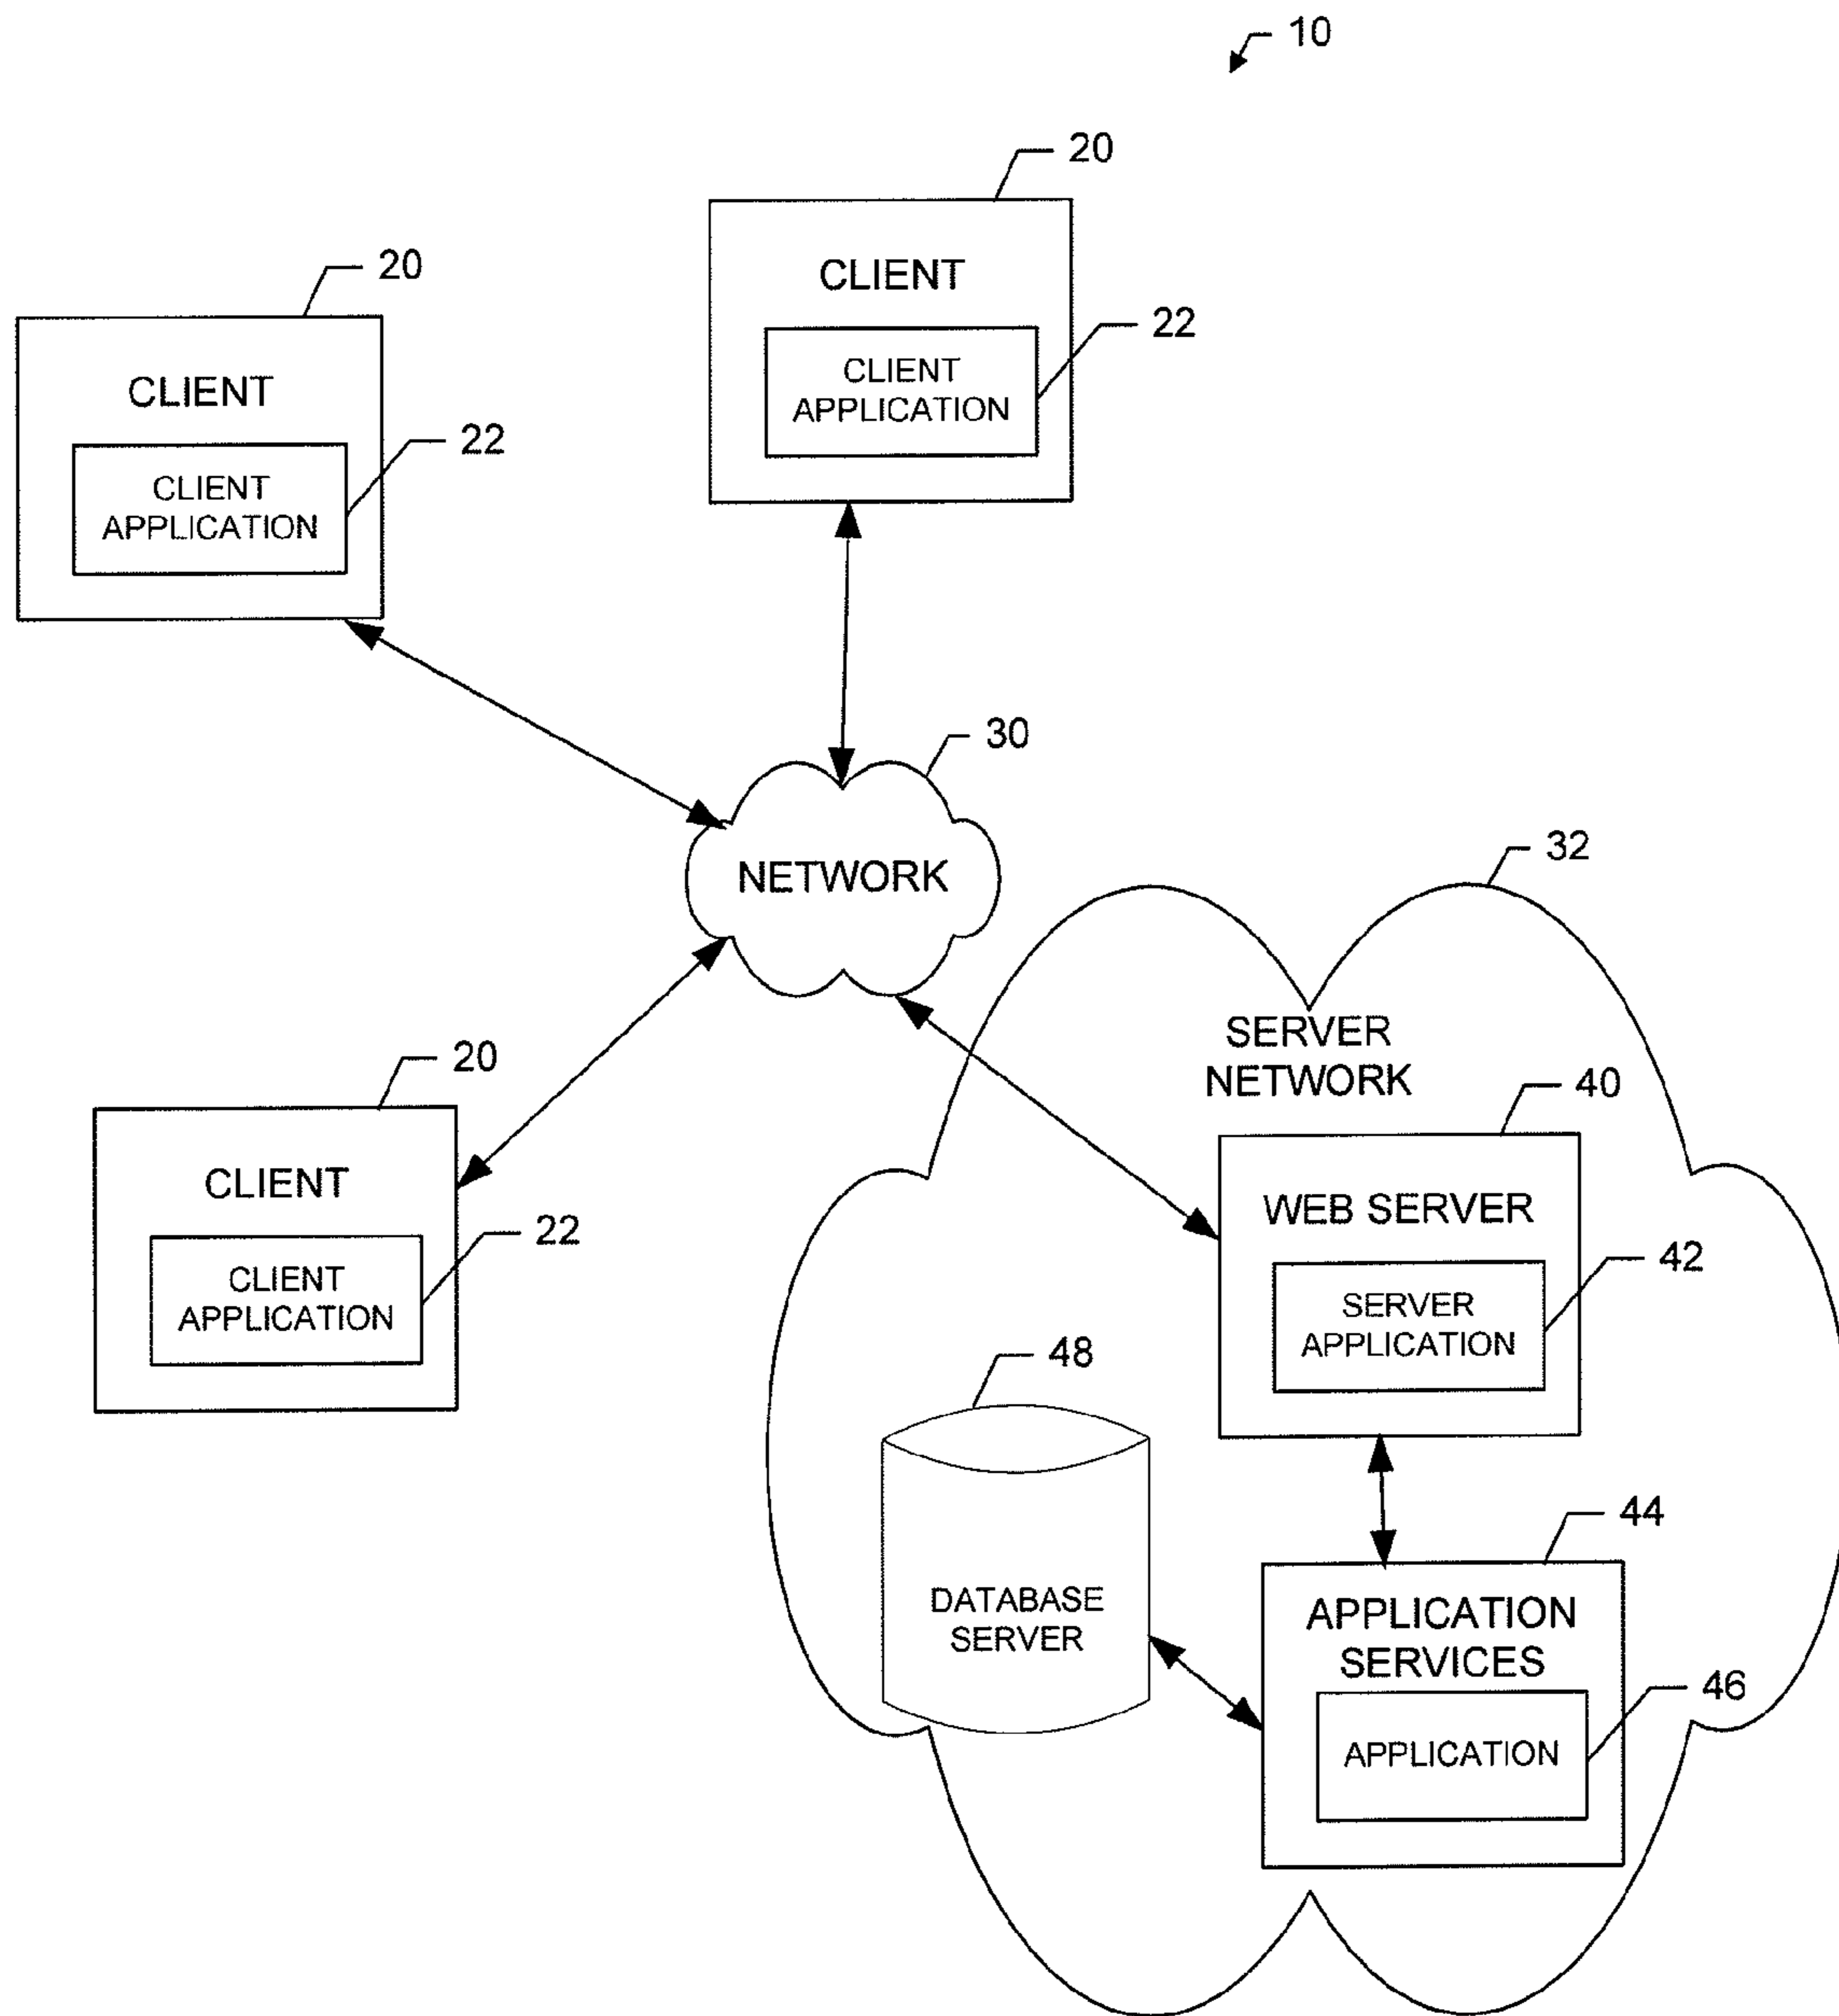 10
20
CLIENT
22
CLIENT
APPLICATION
20
CLIENT
22
CLIENT
APPLICATION
30
NETWORK
32
SERVER
NETWORK
20
CLIENT
22
CLIENT
APPLICATION
40
WEB SERVER
42
SERVER
APPLICATION
48
DATABASE
SERVER
44
APPLICATION
SERVICES
46
APPLICATION